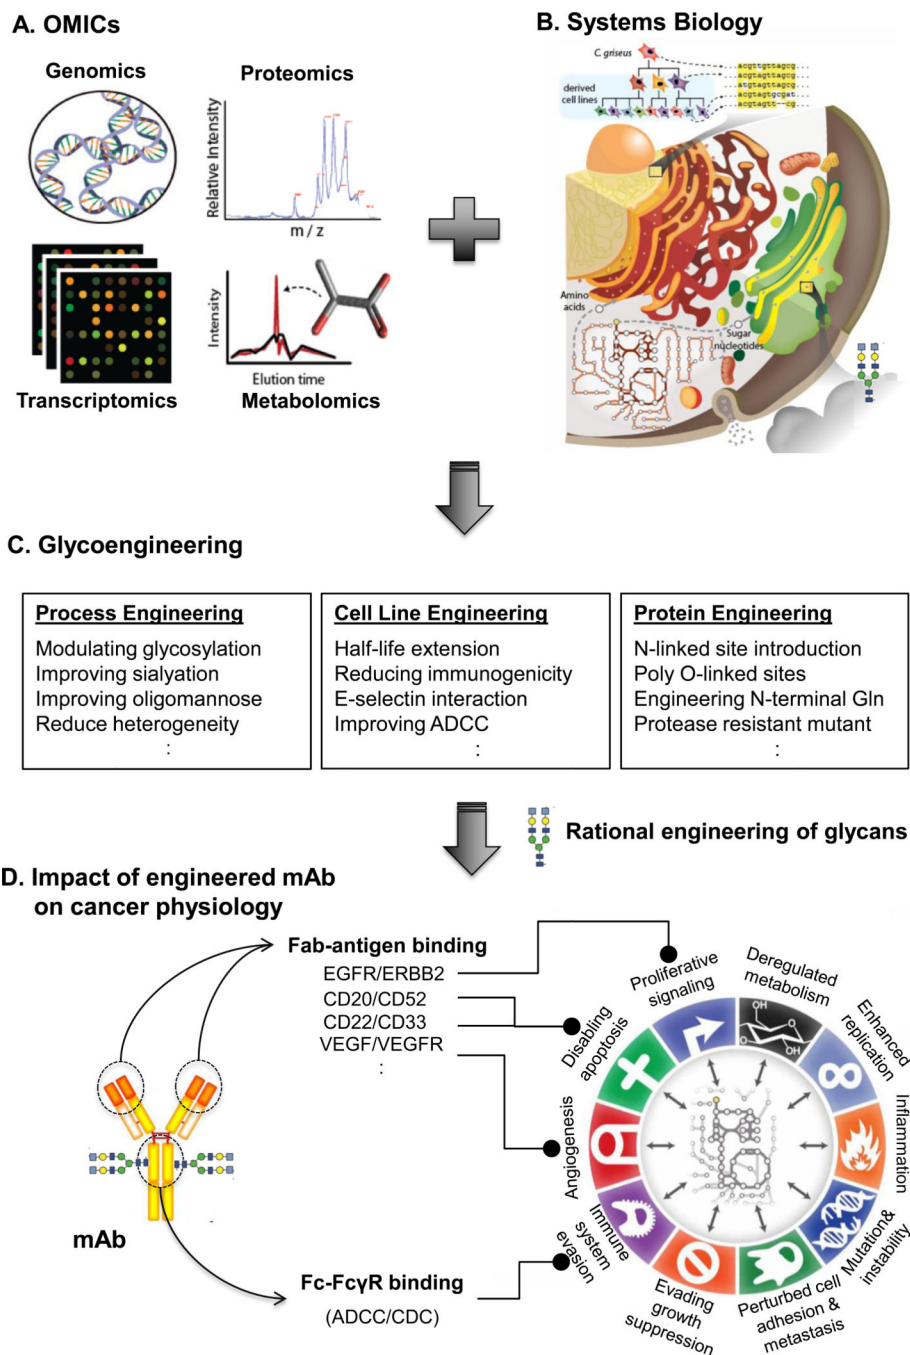 A. OMICs
B. Systems Biology
Genomics
Proteomics
Relative Intensity
m / z
Transcriptomics
Intensity
Elution time
Metabolomics
C. griseus
derived
cell lines
acgttgttagcg
acgtagttagcg
atgtagttagcg
acgtagtgcgat
acgtagtt--cg
Amino
acids
Sugar
nucleotides
C. Glycoengineering
Process Engineering
Modulating glycosylation
Improving sialyation
Improving oligomannose
Reduce heterogeneity
:
Cell Line Engineering
Half-life extension
Reducing immunogenicity
E-selectin interaction
Improving ADCC
:
Protein Engineering
N-linked site introduction
Poly O-linked sites
Engineering N-terminal Gln
Protease resistant mutant
:
Rational engineering of glycans
D. Impact of engineered mAb
on cancer physiology
Fab-antigen binding
EGFR/ERBB2
CD20/CD52
CD22/CD33
VEGF/VEGFR
:
mAb
Fc-FcγR binding
(ADCC/CDC)
Proliferative
signaling
Deregulated
metabolism
OH
O
OH
Enhanced
replication
Inflammation
Mutation&
instability
Perturbed cell
adhesion &
metastasis
Evading
growth
suppression
Immune
system
evasion
Angiogenesis
Disabling
apoptosis